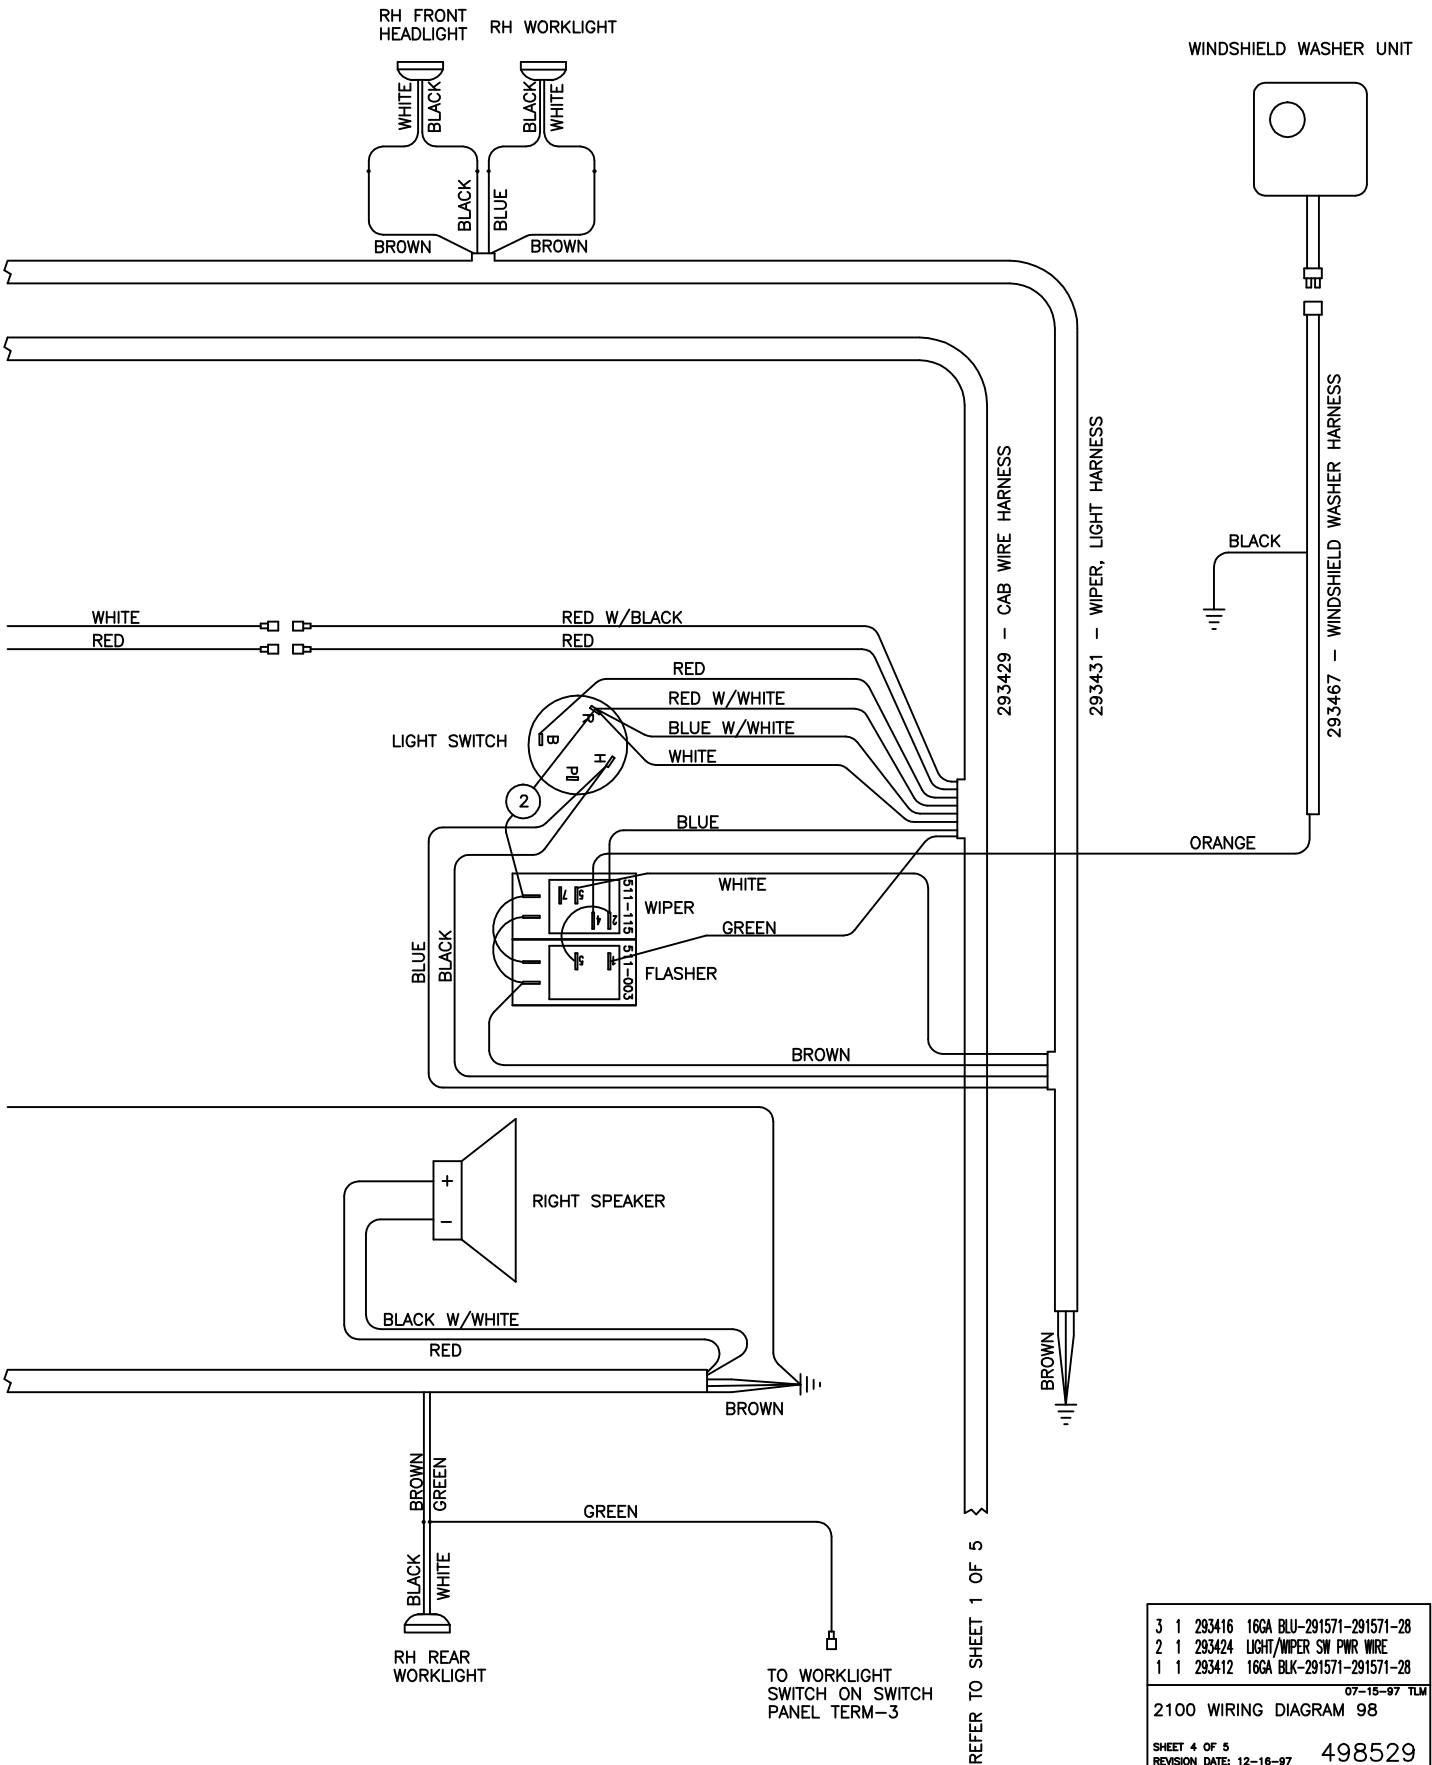 RH FRONT
HEADLIGHT
RH WORKLIGHT
WINDSHIELD WASHER UNIT
WHITE
BLACK
BLACK
WHITE
BLACK
BLUE
BROWN
BROWN
293429 - CAB WIRE HARNESS
293431 - WIPER, LIGHT HARNESS
293467 - WINDSHIELD WASHER HARNESS
BLACK
WHITE
RED W/BLACK
RED
RED
RED
RED W/WHITE
BLUE W/WHITE
WHITE
LIGHT SWITCH
R
B
H
P
2
BLUE
ORANGE
WHITE
511-115
7
5
4
2
WIPER
GREEN
511-003
5
4
FLASHER
BLUE
BLACK
BROWN
+
-
RIGHT SPEAKER
BLACK W/WHITE
RED
BROWN
BROWN
BROWN
GREEN
GREEN
BLACK
WHITE
RH REAR
WORKLIGHT
TO WORKLIGHT
SWITCH ON SWITCH
PANEL TERM-3
REFER TO SHEET 1 OF 5
3 1 293416 16GA BLU-291571-291571-28
2 1 293424 LIGHT/WIPER SW PWR WIRE
1 1 293412 16GA BLK-291571-291571-28
07-15-97 TLM
2100 WIRING DIAGRAM 98
SHEET 4 OF 5
REVISION DATE: 12-16-97
498529